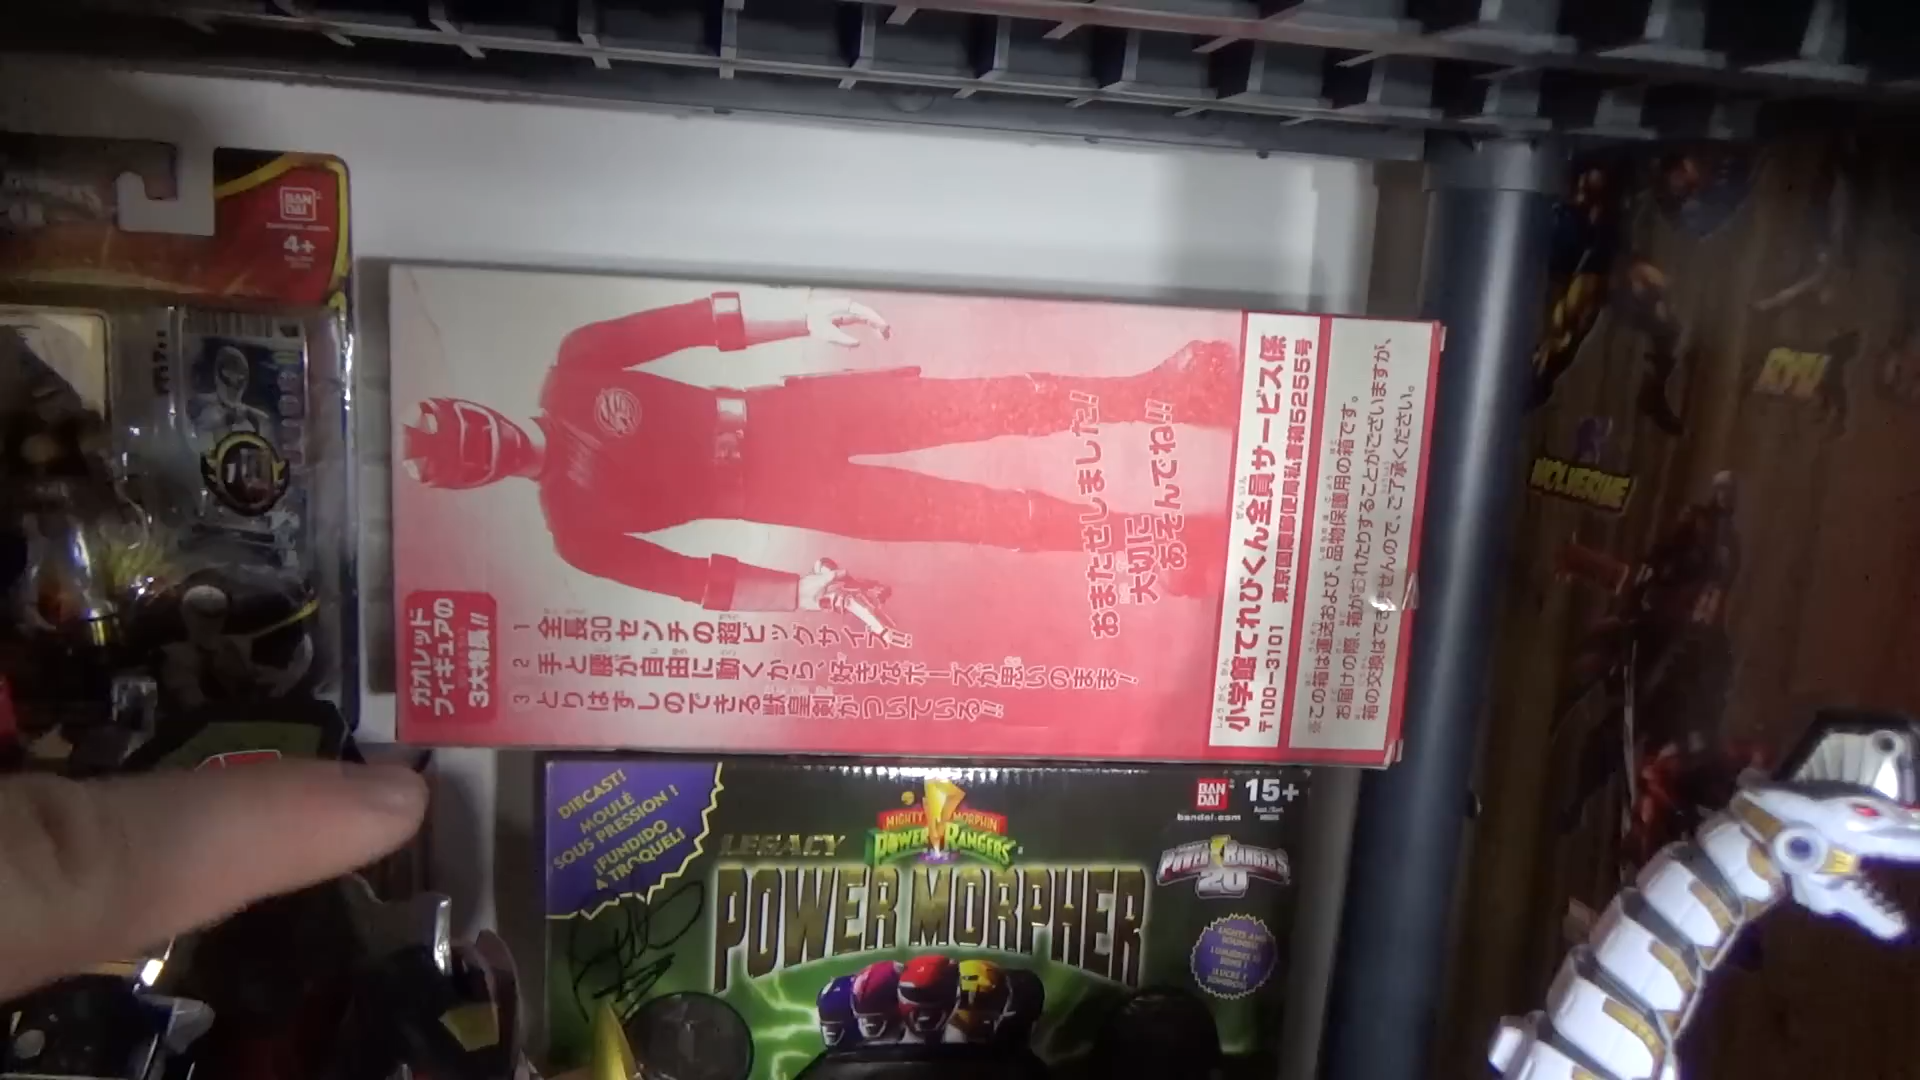 BAN
DAI
4+
ガオレッド
フィギュアの
3大特長!!
1 全長30センチの超ビッグサイズ!!
2 手と腰が自由に動くから、好きなポーズが思いのまま!
3 とりはずしのできる獣皇剣がついている!!
おまたせしました!
大切に
あそんでね!!
小学館てれびくん全員サービス係
〒100-3101 東京国際郵便局私書箱5255号
※この箱は運送および、品物保護用の箱です。
お届けの際、箱がよごれたりすることがございますが、
箱の交換はできませんので、ご了承ください。
DIECAST!
MOULÉ
SOUS PRESSION !
¡FUNDIDO
A TROQUEL!
LEGACY
MIGHTY MORPHIN
POWER RANGERS
POWER MORPHER
BAN
DAI
bandai.com
15+
POWER RANGERS
20
LIGHTS AND
SOUNDS!
RYU
WOLVERINE